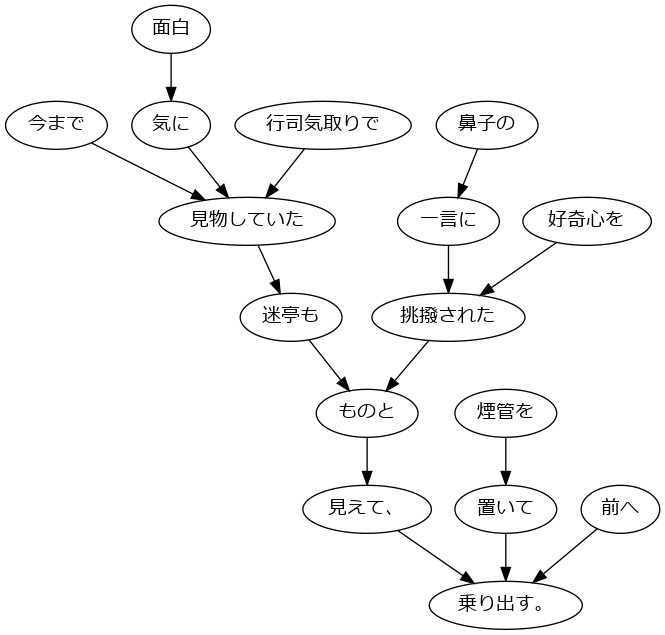 面白
今まで
気に
行司気取りで
鼻子の
見物していた
一言に
好奇心を
迷亭も
挑撥された
ものと
煙管を
見えて、
置いて
前へ
乗り出す。